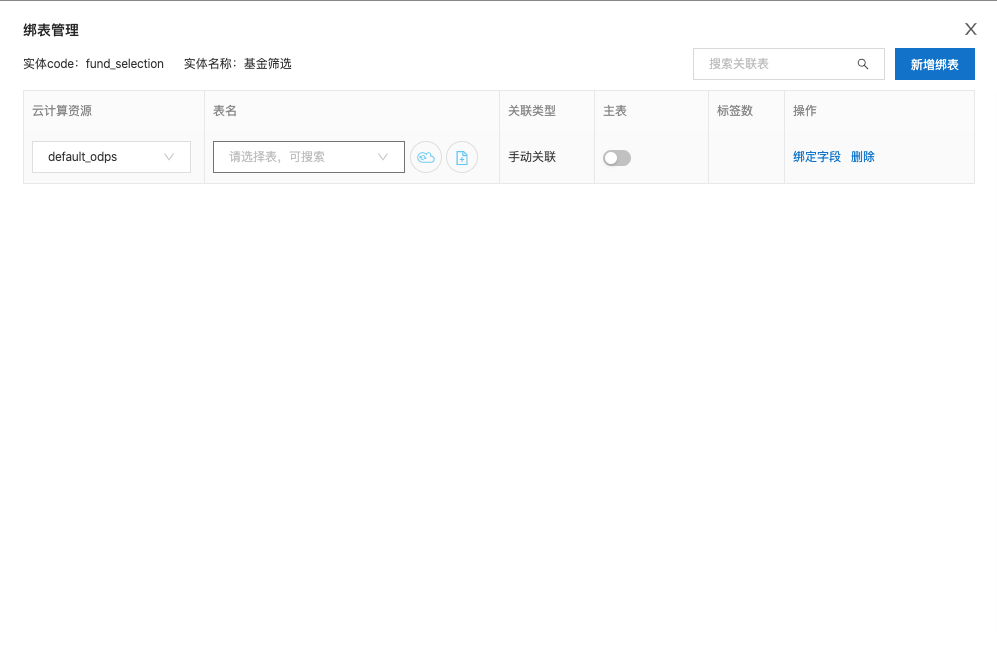 绑表管理
实体code：fund_selection 实体名称：基金筛选
搜索关联表
新增绑表
云计算资源 表名 关联类型 主表 标签数 操作
default_odps 请选择表，可搜索 手动关联 绑定字段 删除